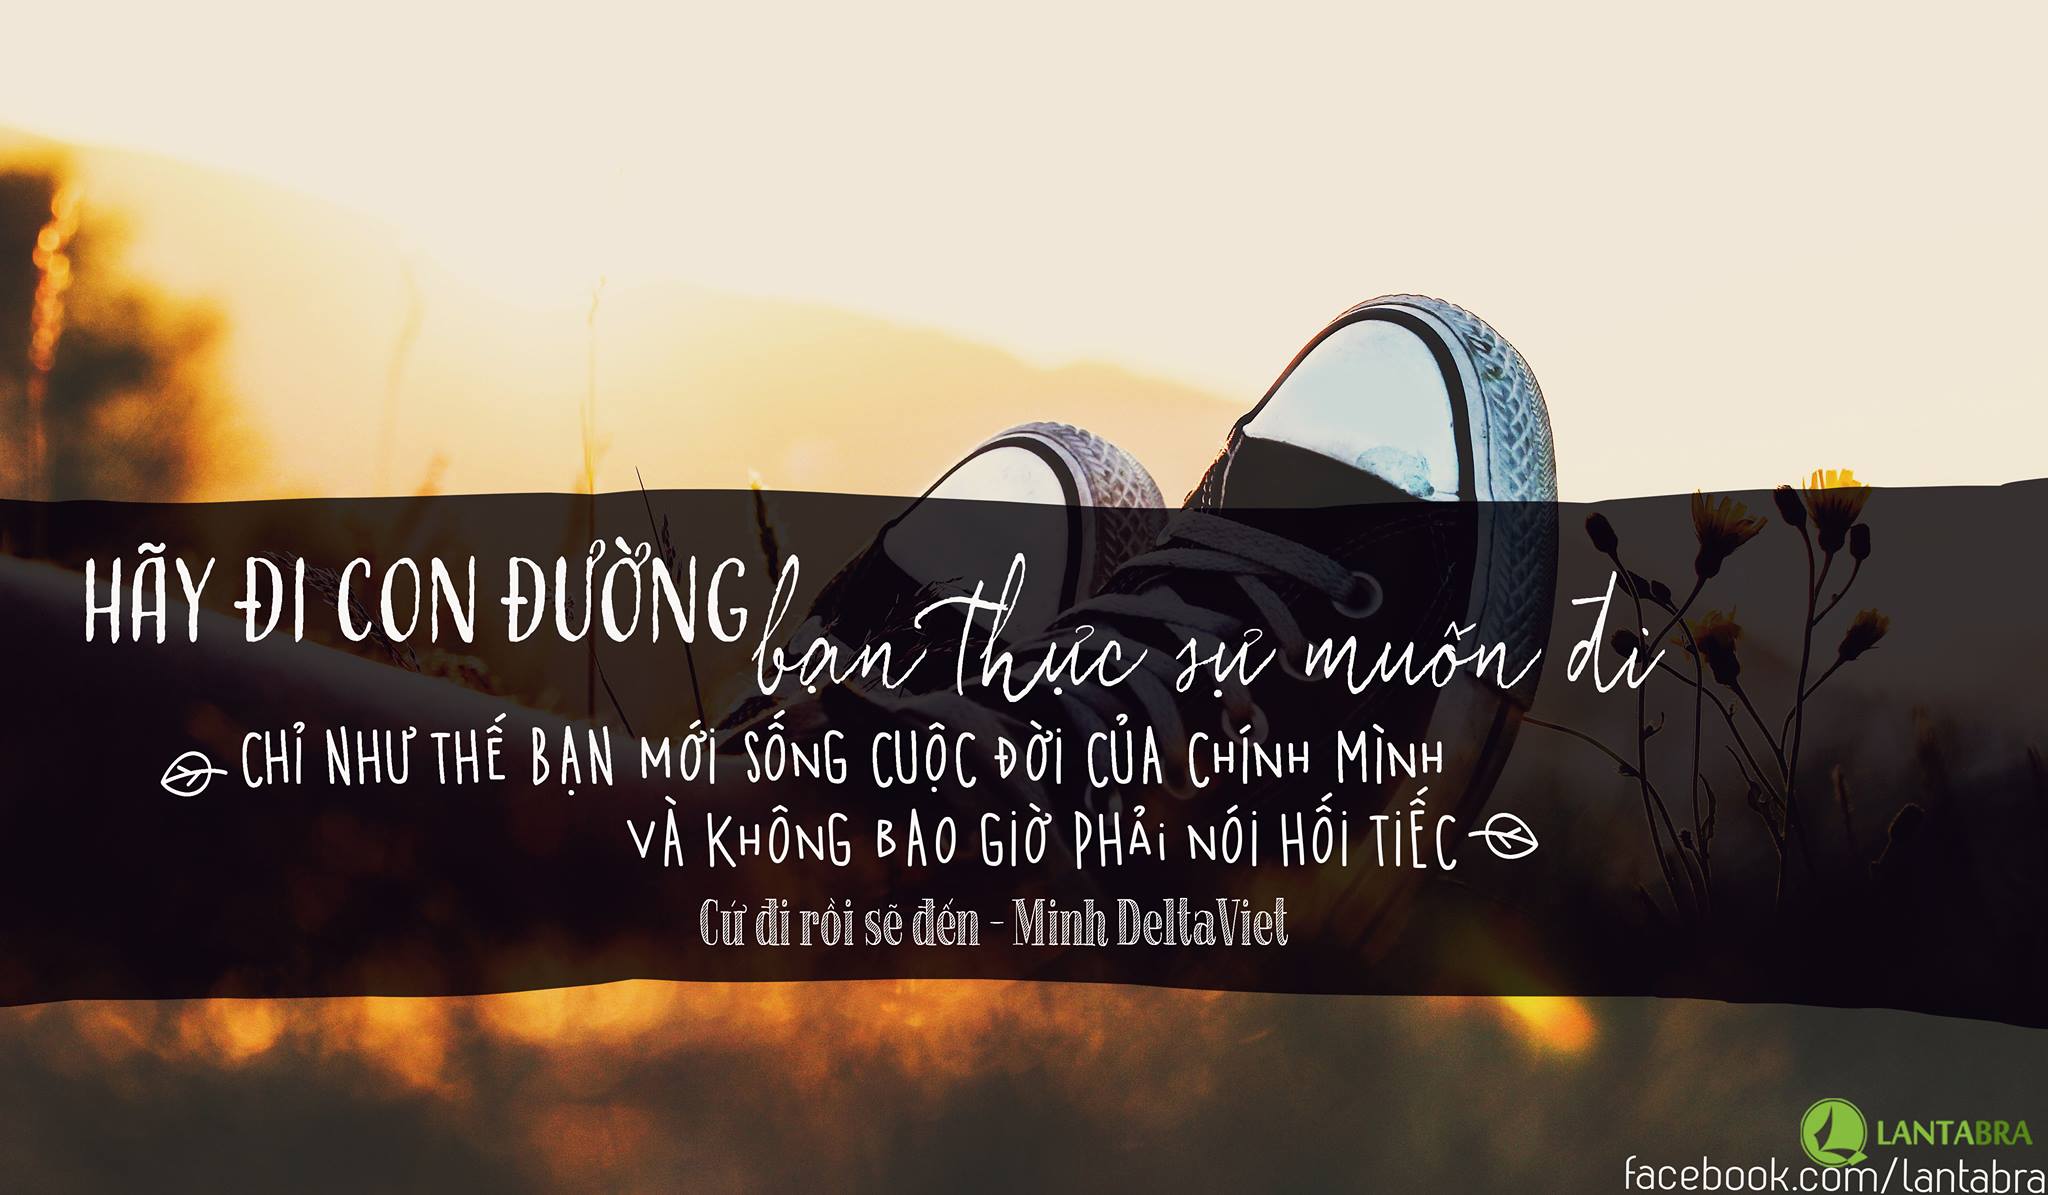 HÃY ĐI CON ĐƯỜNG bạn thực sự muốn đi
CHỈ NHƯ THẾ BẠN MỚI SỐNG CUỘC ĐỜI CỦA CHÍNH MÌNH
VÀ KHÔNG BAO GIỜ PHẢI NÓI HỐI TIẾC
Cứ đi rồi sẽ đến - Minh DeltaViet
LANTABRA
facebook.com/lantabra